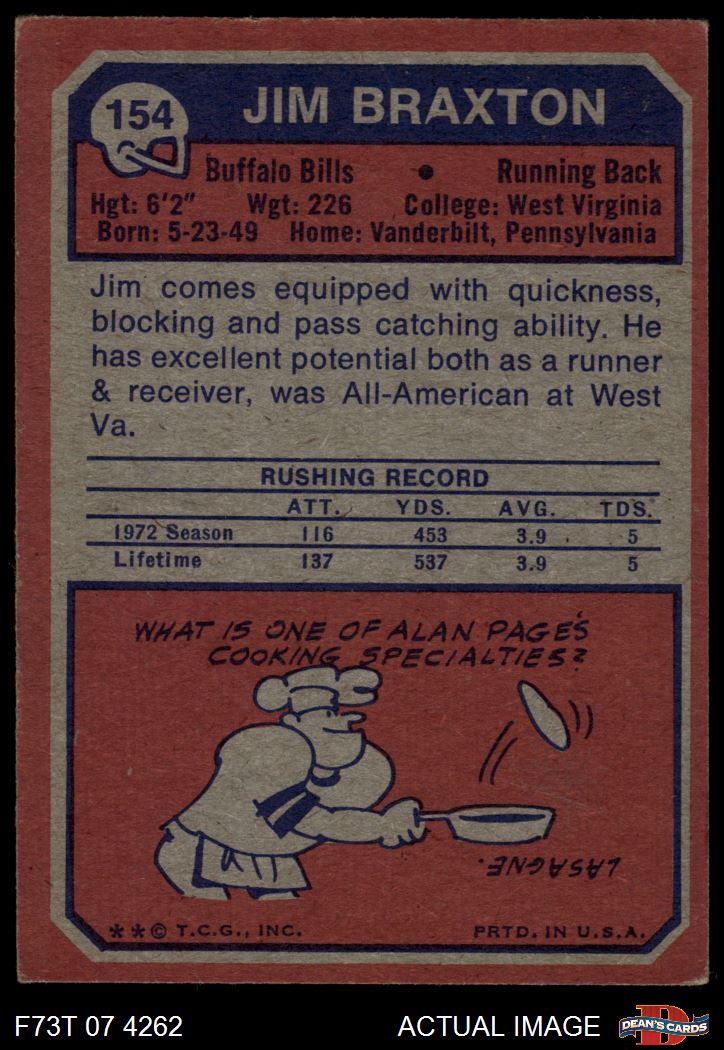 154
JIM BRAXTON
Buffalo Bills • Running Back
Hgt: 6'2" Wgt: 226 College: West Virginia
Born: 5-23-49 Home: Vanderbilt, Pennsylvania
Jim comes equipped with quickness,
blocking and pass catching ability. He
has excellent potential both as a runner
& receiver, was All-American at West
Va.
RUSHING RECORD
ATT. YDS. AVG. TDS.
1972 Season 116 453 3.9 5
Lifetime 137 537 3.9 5
WHAT IS ONE OF ALAN PAGE'S
COOKING SPECIALTIES?
LASAGNE.
**© T.C.G., INC. PRTD. IN U.S.A.
F73T 07 4262 ACTUAL IMAGE
D
DEAN'S CARDS